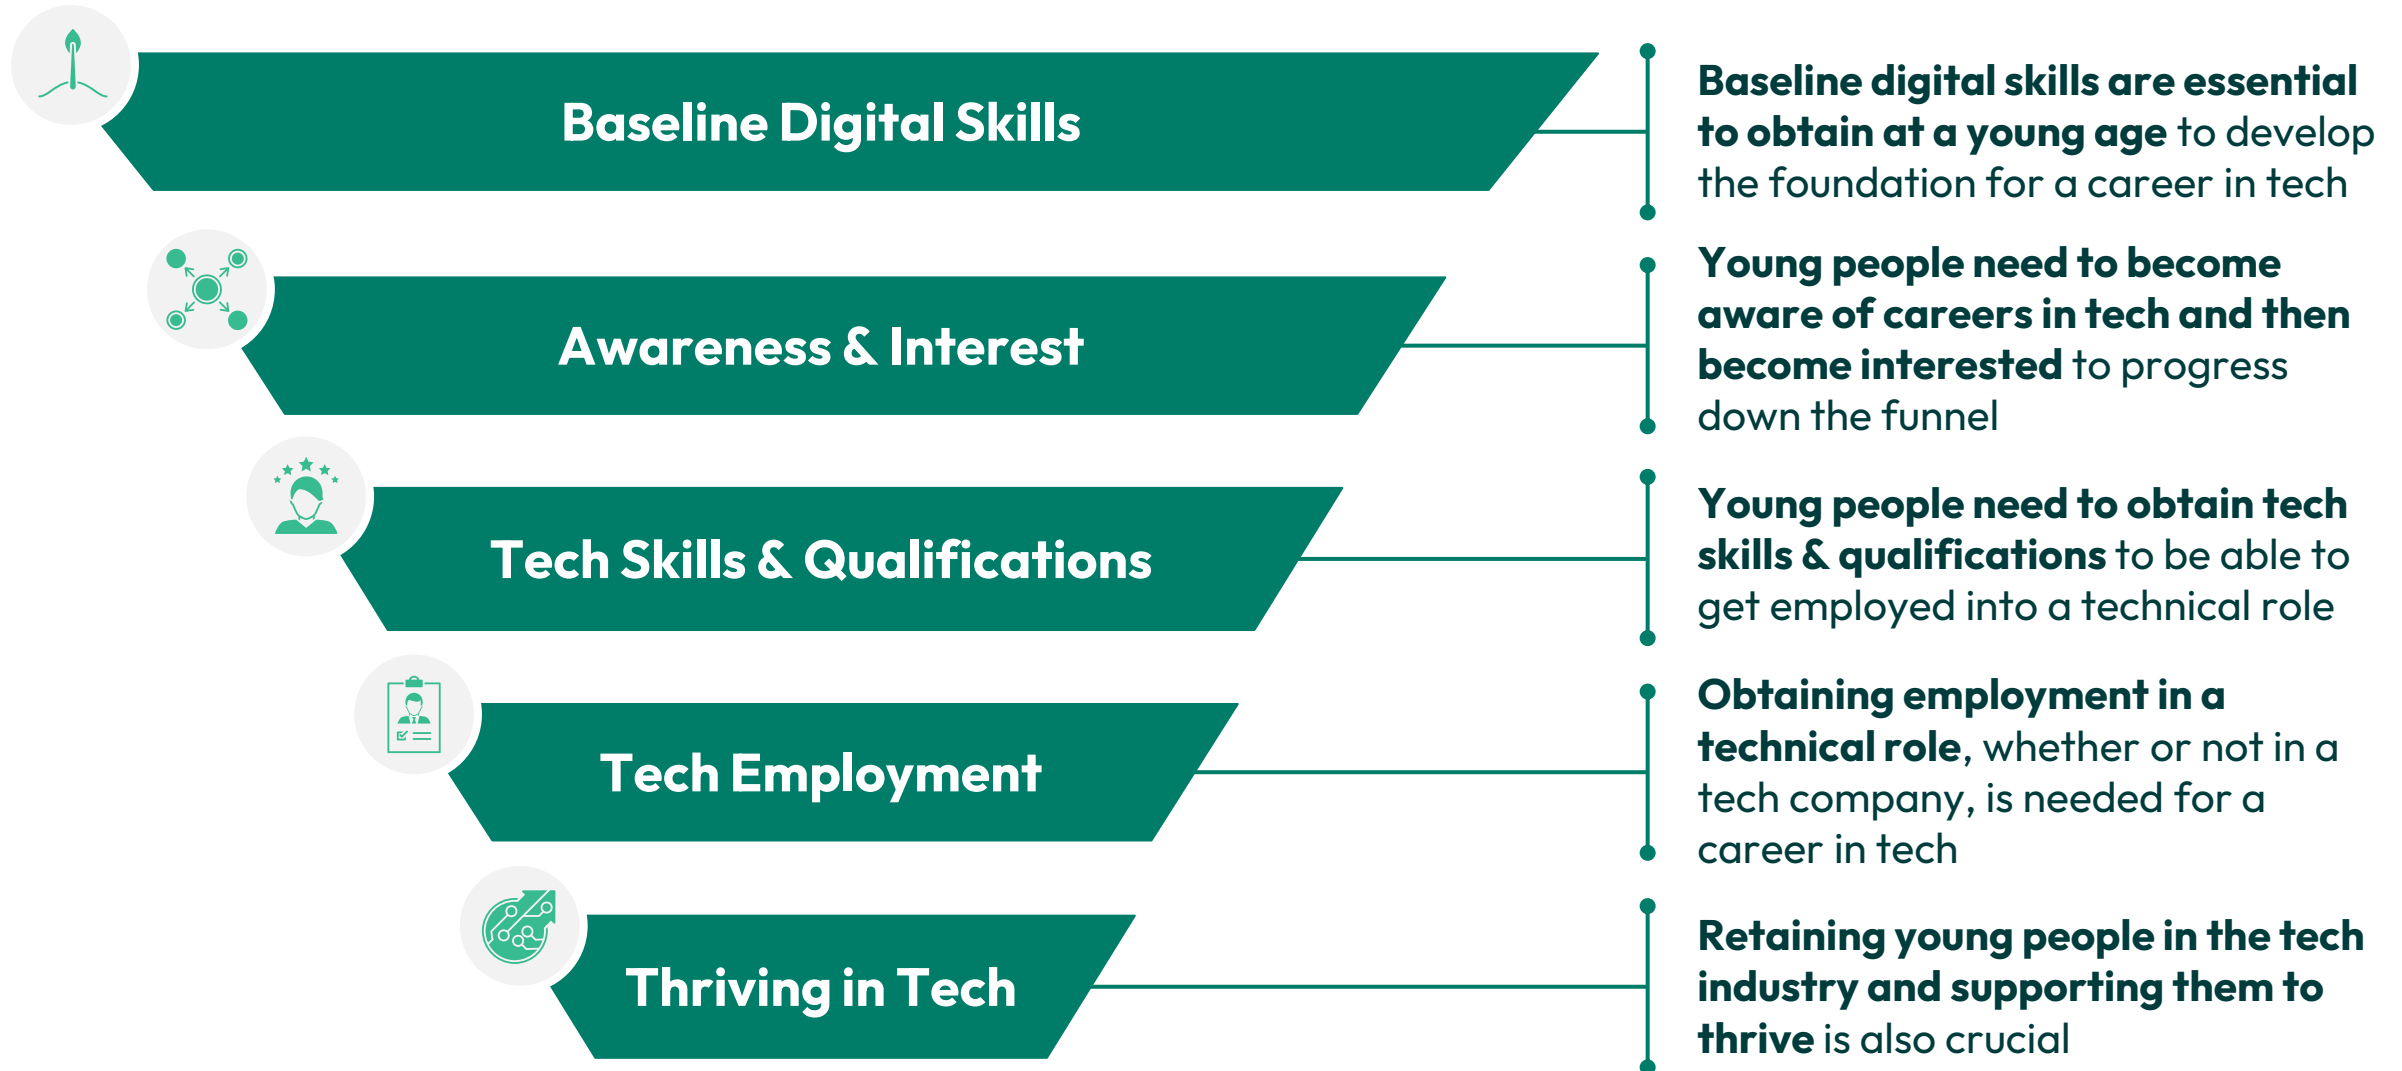 Baseline Digital Skills
Baseline digital skills are essential
to obtain at a young age to develop
the foundation for a career in tech
Awareness & Interest
Young people need to become
aware of careers in tech and then
become interested to progress
down the funnel
Tech Skills & Qualifications
Young people need to obtain tech
skills & qualifications to be able to
get employed into a technical role
Tech Employment
Obtaining employment in a
technical role, whether or not in a
tech company, is needed for a
career in tech
Thriving in Tech
Retaining young people in the tech
industry and supporting them to
thrive is also crucial